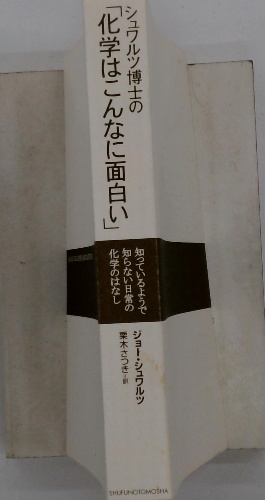 シュワルツ博士の
「化学はこんなに面白い」
知っているようで
知らない日常の
化学のはなし
ジョー・シュワルツ
栗木さつき=訳
SHUFUNOTOMOSHA